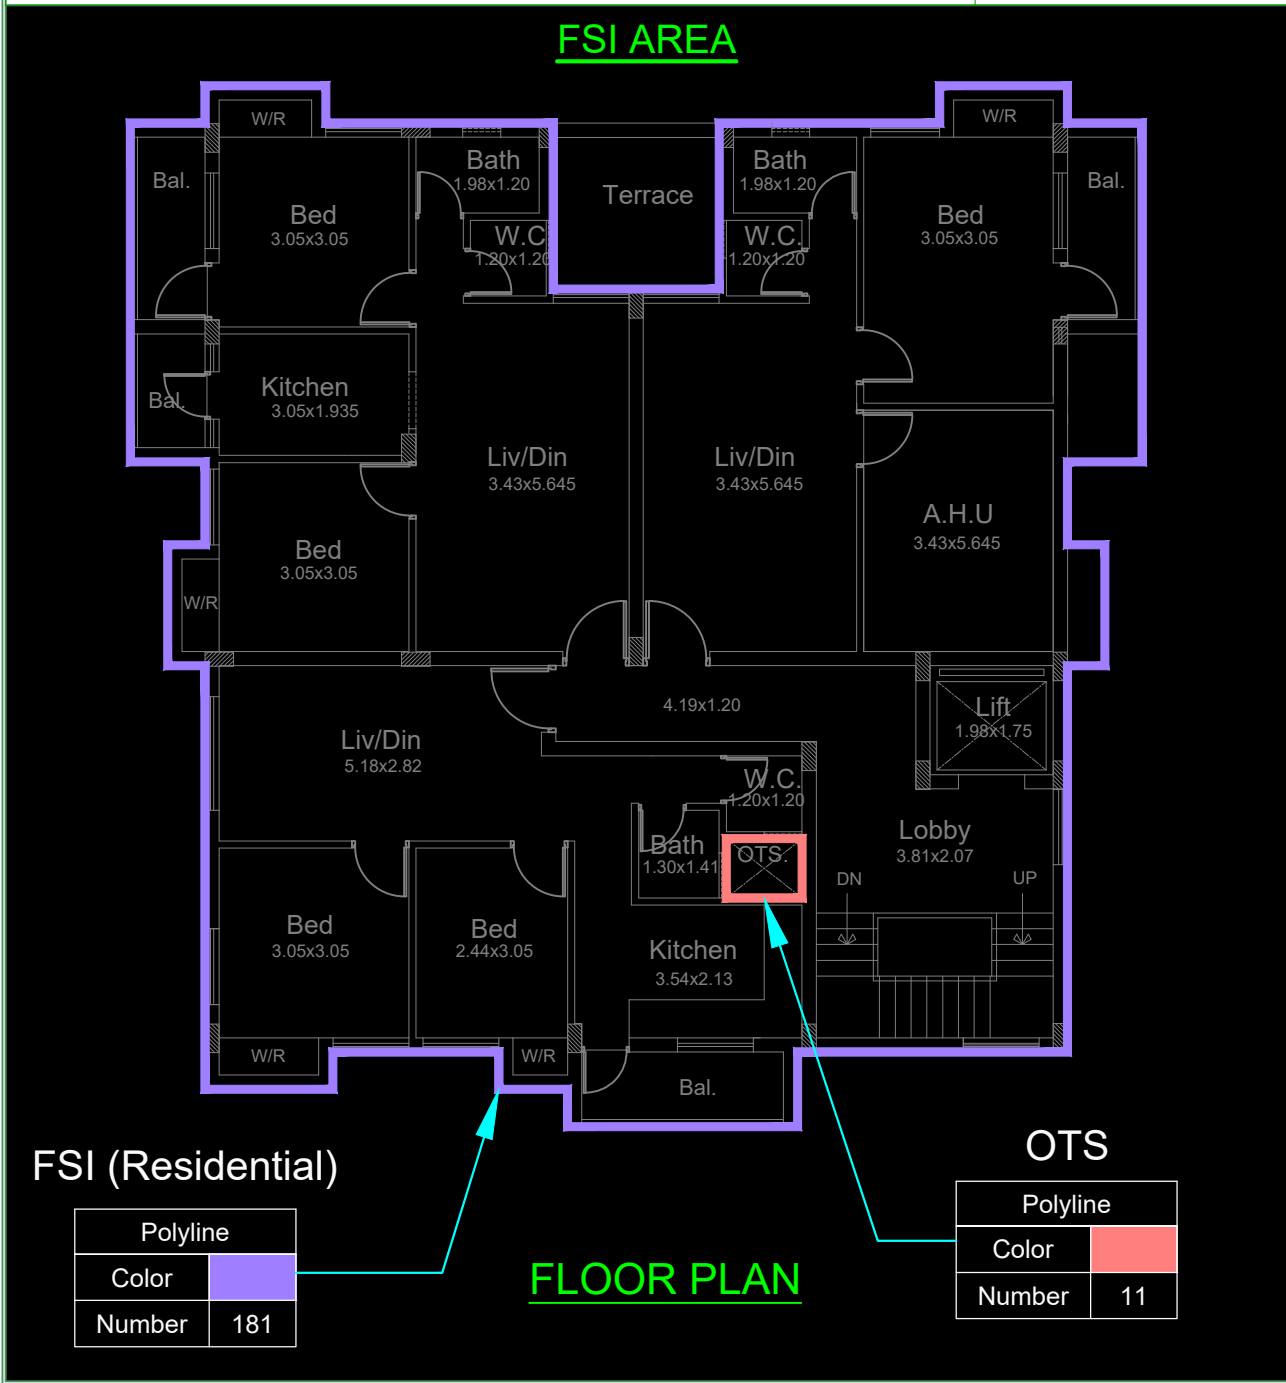 FSI AREA
W/R
W/R
Bath
1.98x1.20
Bath
1.98x1.20
Bal.
Terrace
Bal.
Bed
3.05x3.05
Bed
3.05x3.05
W.C
1.20x1.20
W.C.
1.20x1.20
Bal.
Kitchen
3.05x1.935
Liv/Din
3.43x5.645
Liv/Din
3.43x5.645
A.H.U
3.43x5.645
Bed
3.05x3.05
W/R
4.19x1.20
Lift
1.98x1.75
Liv/Din
5.18x2.82
W.C.
1.20x1.20
Lobby
3.81x2.07
Bath
1.30x1.41
OTS.
DN
UP
Bed
3.05x3.05
Bed
2.44x3.05
Kitchen
3.54x2.13
W/R
W/R
Bal.
FSI (Residential)
Polyline
Color
Number 181
FLOOR PLAN
OTS
Polyline
Color
Number 11